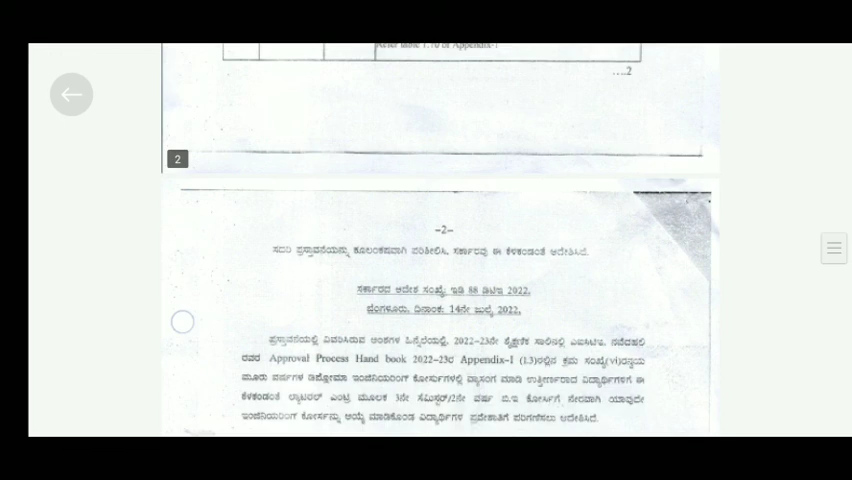 Refer table 1.10 of Appendix-1
....2
2
–2–
ಸದರಿ ಪ್ರಸ್ತಾವನೆಯನ್ನು ಕೂಲಂಕಷವಾಗಿ ಪರಿಶೀಲಿಸಿ, ಸರ್ಕಾರವು ಈ ಕೆಳಕಂಡಂತೆ ಆದೇಶಿಸಿದೆ.
ಸರ್ಕಾರದ ಆದೇಶ ಸಂಖ್ಯೆ: ಇಡಿ 88 ಡಿಟಿಇ 2022,
ಬೆಂಗಳೂರು, ದಿನಾಂಕ: 14ನೇ ಜುಲೈ 2022,
ಪ್ರಸ್ತಾವನೆಯಲ್ಲಿ ವಿವರಿಸಿರುವ ಅಂಶಗಳ ಹಿನ್ನೆಲೆಯಲ್ಲಿ, 2022-23ನೇ ಶೈಕ್ಷಣಿಕ ಸಾಲಿನಲ್ಲಿ ಎಐಸಿಟಿಇ, ನವದೆಹಲಿ
ರವರ Approval Process Hand book 2022-23ರ Appendix-I (1.3)ರಲ್ಲಿನ ಕ್ರಮ ಸಂಖ್ಯೆ(vi)ರನ್ವಯ
ಮೂರು ವರ್ಷಗಳ ಡಿಪ್ಲೋಮಾ ಇಂಜಿನಿಯರಿಂಗ್ ಕೋರ್ಸುಗಳಲ್ಲಿ ವ್ಯಾಸಂಗ ಮಾಡಿ ಉತ್ತೀರ್ಣರಾದ ವಿದ್ಯಾರ್ಥಿಗಳಿಗೆ ಈ
ಕೆಳಕಂಡಂತೆ ಲ್ಯಾಟರಲ್ ಎಂಟ್ರಿ ಮೂಲಕ 3ನೇ ಸೆಮಿಸ್ಟರ್/2ನೇ ವರ್ಷ ಬಿ.ಇ ಕೋರ್ಸಿಗೆ ನೇರವಾಗಿ ಯಾವುದೇ
ಇಂಜಿನಿಯರಿಂಗ್ ಕೋರ್ಸನ್ನು ಆಯ್ಕೆ ಮಾಡಿಕೊಂಡ ವಿದ್ಯಾರ್ಥಿಗಳ ಪ್ರವೇಶಾತಿಗೆ ಪರಿಗಣಿಸಲು ಆದೇಶಿಸಿದೆ.